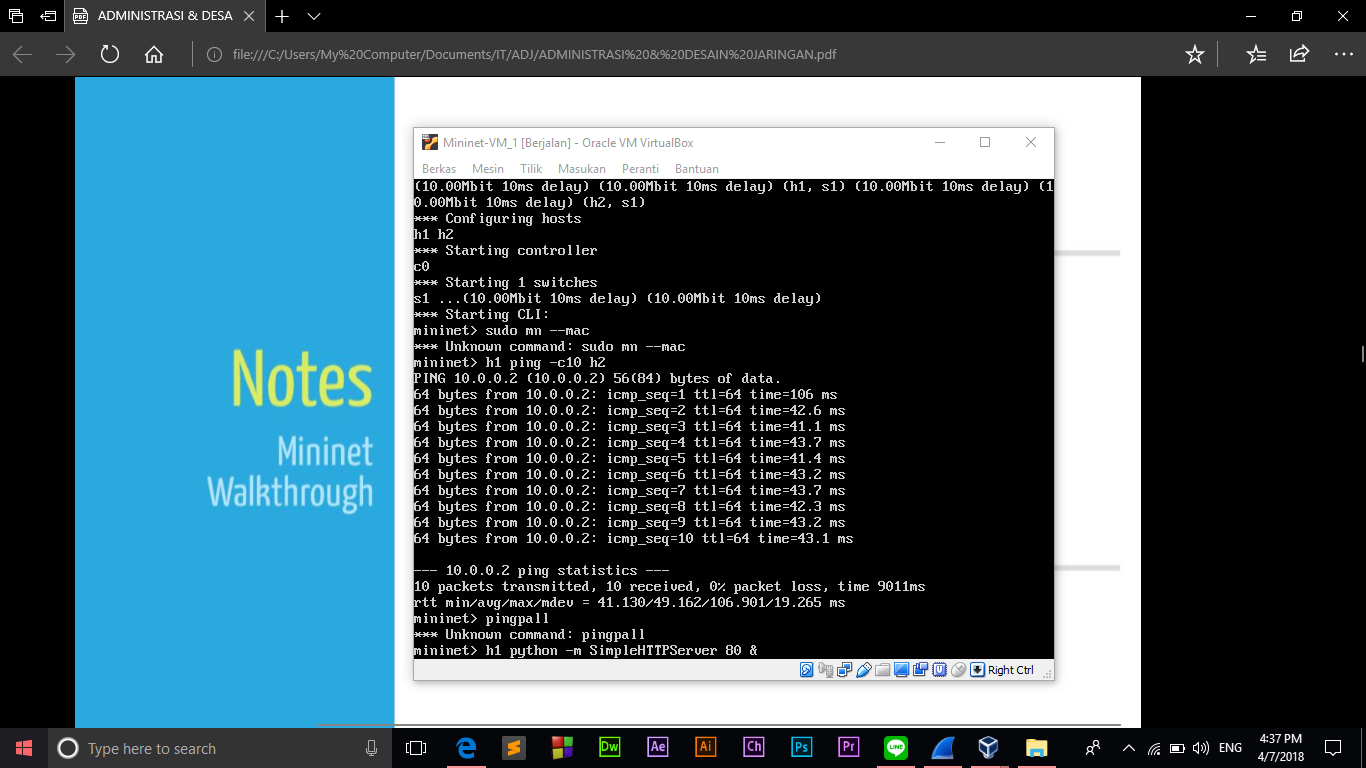 ADMINISTRASI & DESA
file:///C:/Users/My%20Computer/Documents/IT/ADJ/ADMINISTRASI%20&%20DESAIN%20JARINGAN.pdf
Notes
Mininet
Walkthrough
Mininet-VM_1 [Berjalan] - Oracle VM VirtualBox
Berkas Mesin Tilik Masukan Peranti Bantuan
(10.00Mbit 10ms delay) (10.00Mbit 10ms delay) (h1, s1) (10.00Mbit 10ms delay) (1
0.00Mbit 10ms delay) (h2, s1)
*** Configuring hosts
h1 h2
*** Starting controller
c0
*** Starting 1 switches
s1 ...(10.00Mbit 10ms delay) (10.00Mbit 10ms delay)
*** Starting CLI:
mininet> sudo mn --mac
*** Unknown command: sudo mn --mac
mininet> h1 ping -c10 h2
PING 10.0.0.2 (10.0.0.2) 56(84) bytes of data.
64 bytes from 10.0.0.2: icmp_seq=1 ttl=64 time=106 ms
64 bytes from 10.0.0.2: icmp_seq=2 ttl=64 time=42.6 ms
64 bytes from 10.0.0.2: icmp_seq=3 ttl=64 time=41.1 ms
64 bytes from 10.0.0.2: icmp_seq=4 ttl=64 time=43.7 ms
64 bytes from 10.0.0.2: icmp_seq=5 ttl=64 time=41.4 ms
64 bytes from 10.0.0.2: icmp_seq=6 ttl=64 time=43.2 ms
64 bytes from 10.0.0.2: icmp_seq=7 ttl=64 time=43.7 ms
64 bytes from 10.0.0.2: icmp_seq=8 ttl=64 time=42.3 ms
64 bytes from 10.0.0.2: icmp_seq=9 ttl=64 time=43.2 ms
64 bytes from 10.0.0.2: icmp_seq=10 ttl=64 time=43.1 ms
--- 10.0.0.2 ping statistics ---
10 packets transmitted, 10 received, 0% packet loss, time 9011ms
rtt min/avg/max/mdev = 41.130/49.162/106.901/19.265 ms
mininet> pingpall
*** Unknown command: pingpall
mininet> h1 python -m SimpleHTTPServer 80 &
Right Ctrl
Type here to search
Dw Ae Ai Ch Ps Pr LINE
ENG
4:37 PM
4/7/2018